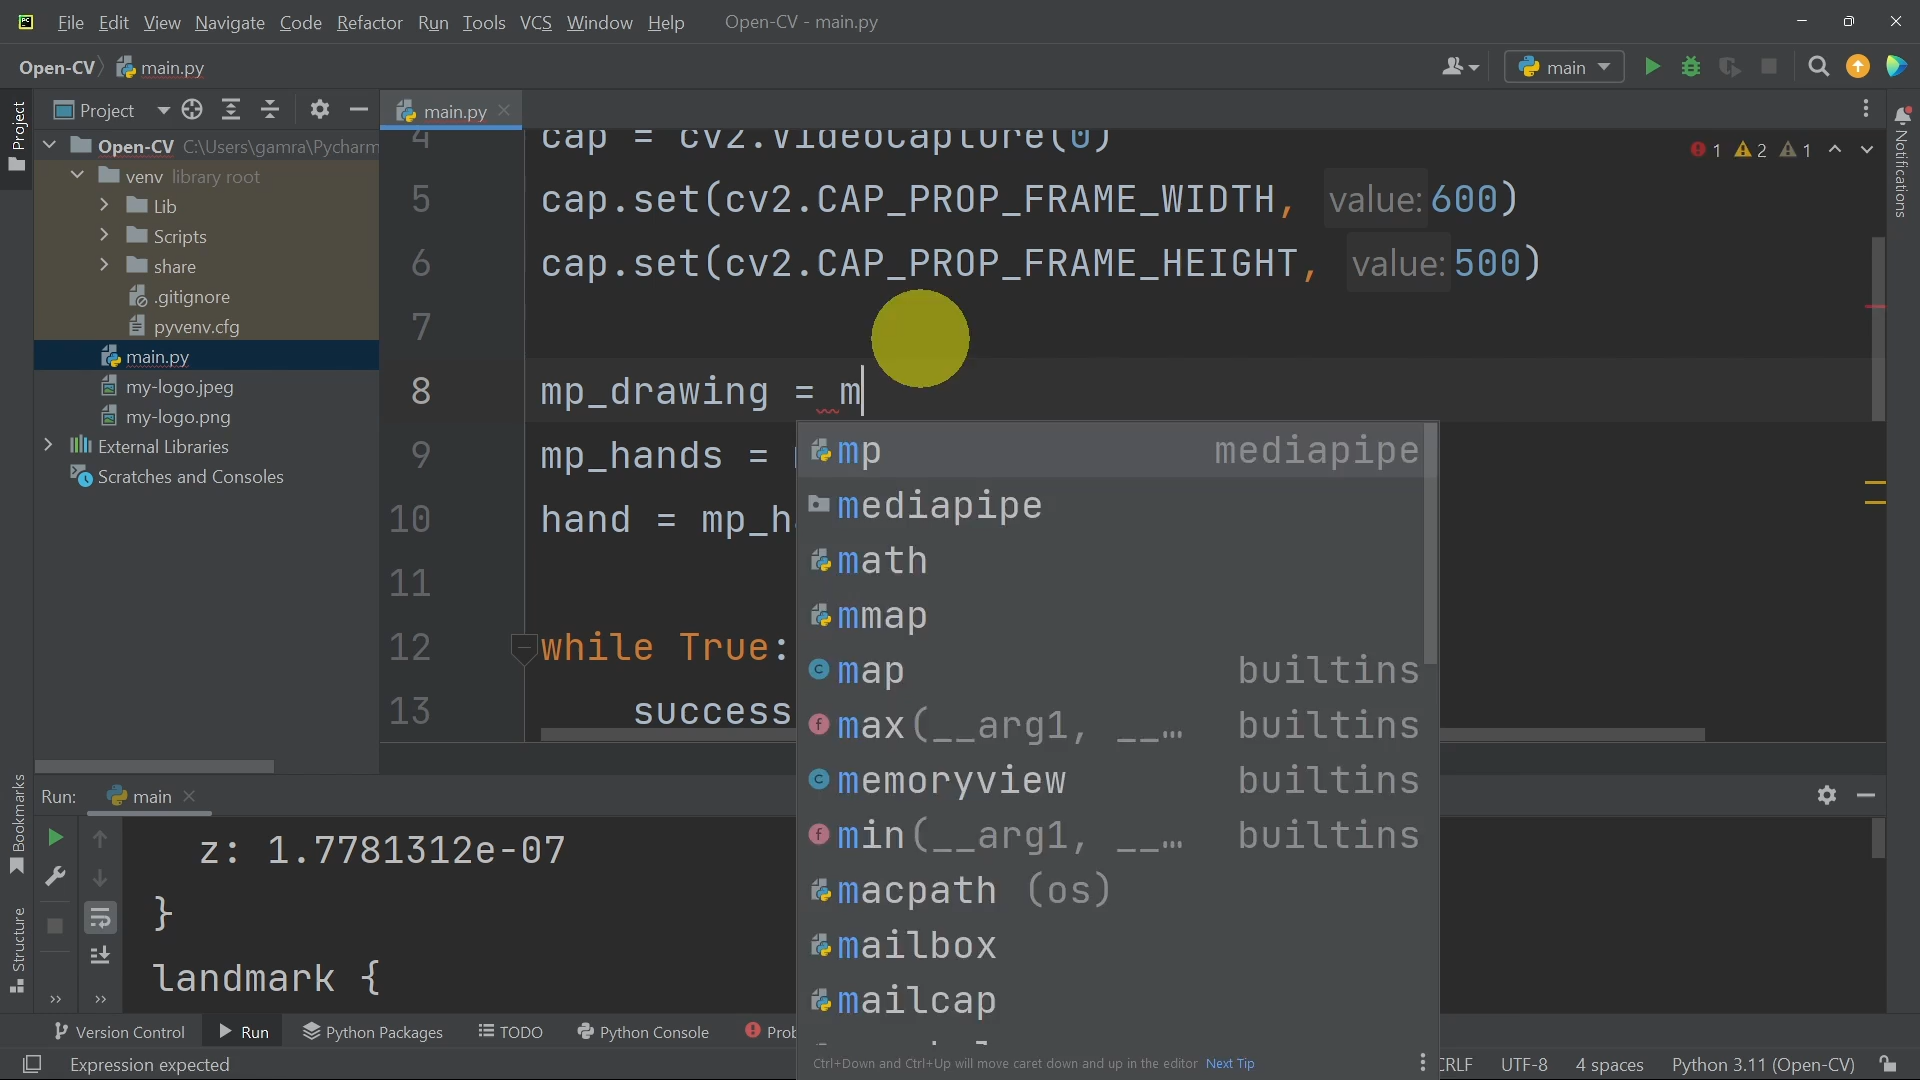 File Edit View Navigate Code Refactor Run Tools VCS Window Help Open-CV - main.py
Open-CV main.py main
Project main.py
Project
Open-CV C:\Users\gamra\Pycharm
venv library root
Lib
Scripts
share
.gitignore
pyvenv.cfg
main.py
my-logo.jpeg
my-logo.png
External Libraries
Scratches and Consoles
Bookmarks
Structure
Notifications
1 2 1
4 cap = cv2.VideoCapture(0)
5 cap.set(cv2.CAP_PROP_FRAME_WIDTH, value: 600)
6 cap.set(cv2.CAP_PROP_FRAME_HEIGHT, value: 500)
7
8 mp_drawing = m
9 mp_hands =
10 hand = mp_h
11
12 while True:
13 success
mp mediapipe
mediapipe
math
mmap
map builtins
max(__arg1, __… builtins
memoryview builtins
min(__arg1, __… builtins
macpath (os)
mailbox
mailcap
Ctrl+Down and Ctrl+Up will move caret down and up in the editor Next Tip
Run: main
z: 1.7781312e-07
}
landmark {
Version Control Run Python Packages TODO Python Console Prob
Expression expected CRLF UTF-8 4 spaces Python 3.11 (Open-CV)